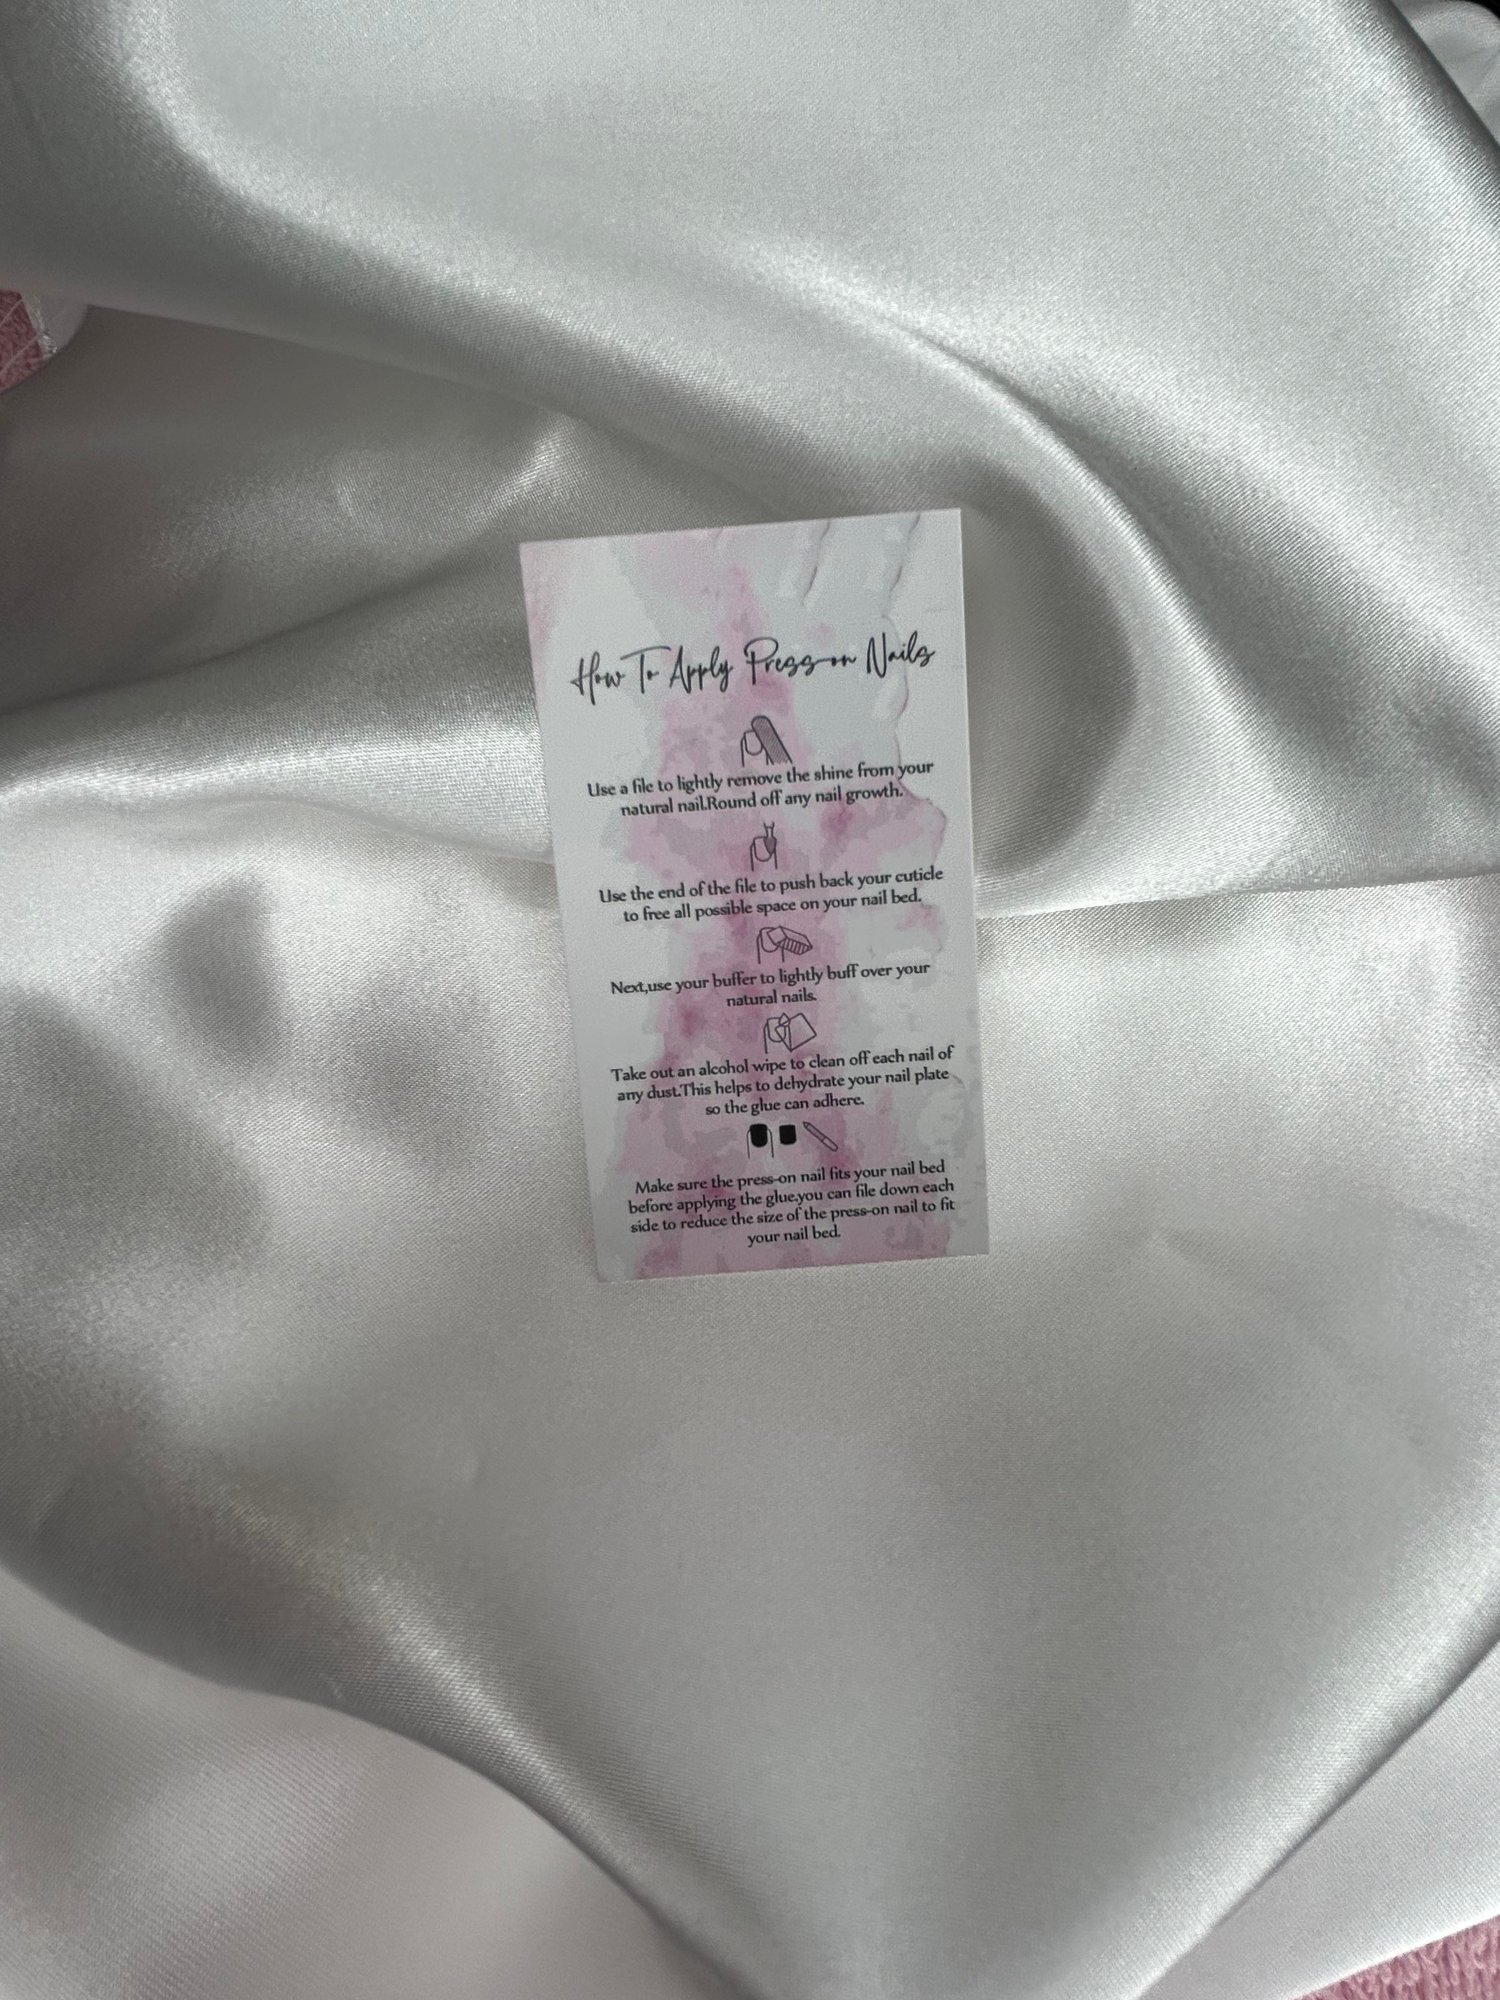 How To Apply Press-on Nails
Use a file to lightly remove the shine from your
natural nail.Round off any nail growth.
Use the end of the file to push back your cuticle
to free all possible space on your nail bed.
Next,use your buffer to lightly buff over your
natural nails.
Take out an alcohol wipe to clean off each nail of
any dust.This helps to dehydrate your nail plate
so the glue can adhere.
Make sure the press-on nail fits your nail bed
before applying the glue.you can file down each
side to reduce the size of the press-on nail to fit
your nail bed.